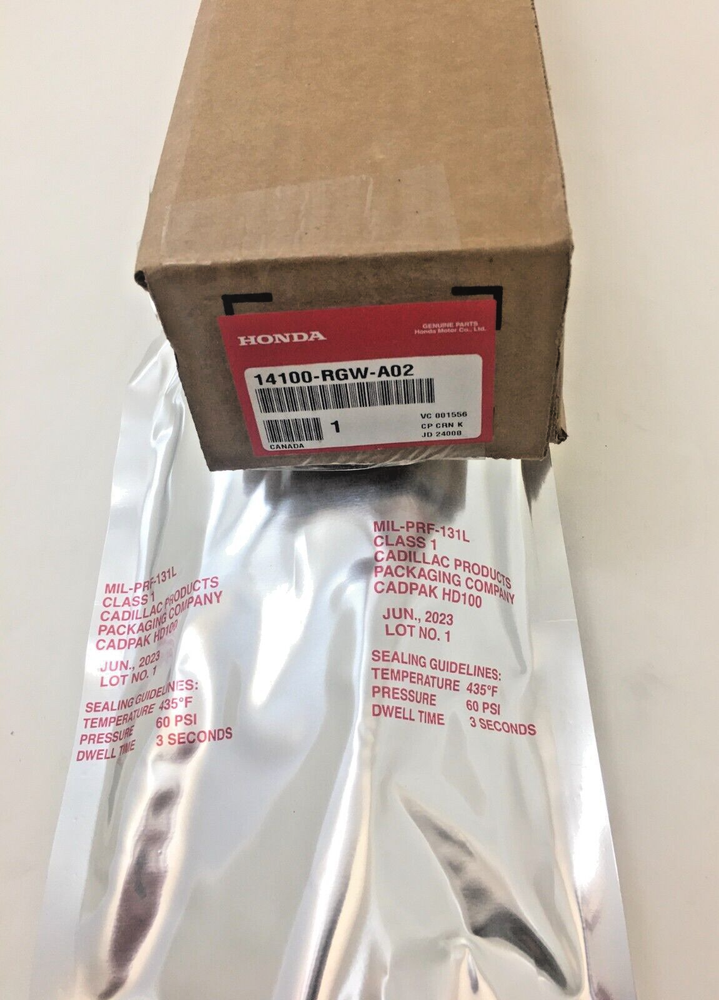 HONDA
GENUINE PARTS
Honda Motor Co., Ltd.
14100-RGW-A02
1
VC 001556
CP CRN K
JD 2400B
CANADA
MIL-PRF-131L
CLASS 1
CADILLAC PRODUCTS
PACKAGING COMPANY
CADPAK HD100
JUN., 2023
LOT NO. 1
SEALING GUIDELINES:
TEMPERATURE 435°F
PRESSURE 60 PSI
DWELL TIME 3 SECONDS
MIL-PRF-131L
CLASS 1
CADILLAC PRODUCTS
PACKAGING COMPANY
CADPAK HD100
JUN., 2023
LOT NO. 1
SEALING GUIDELINES:
TEMPERATURE 435°F
PRESSURE 60 PSI
DWELL TIME 3 SECONDS